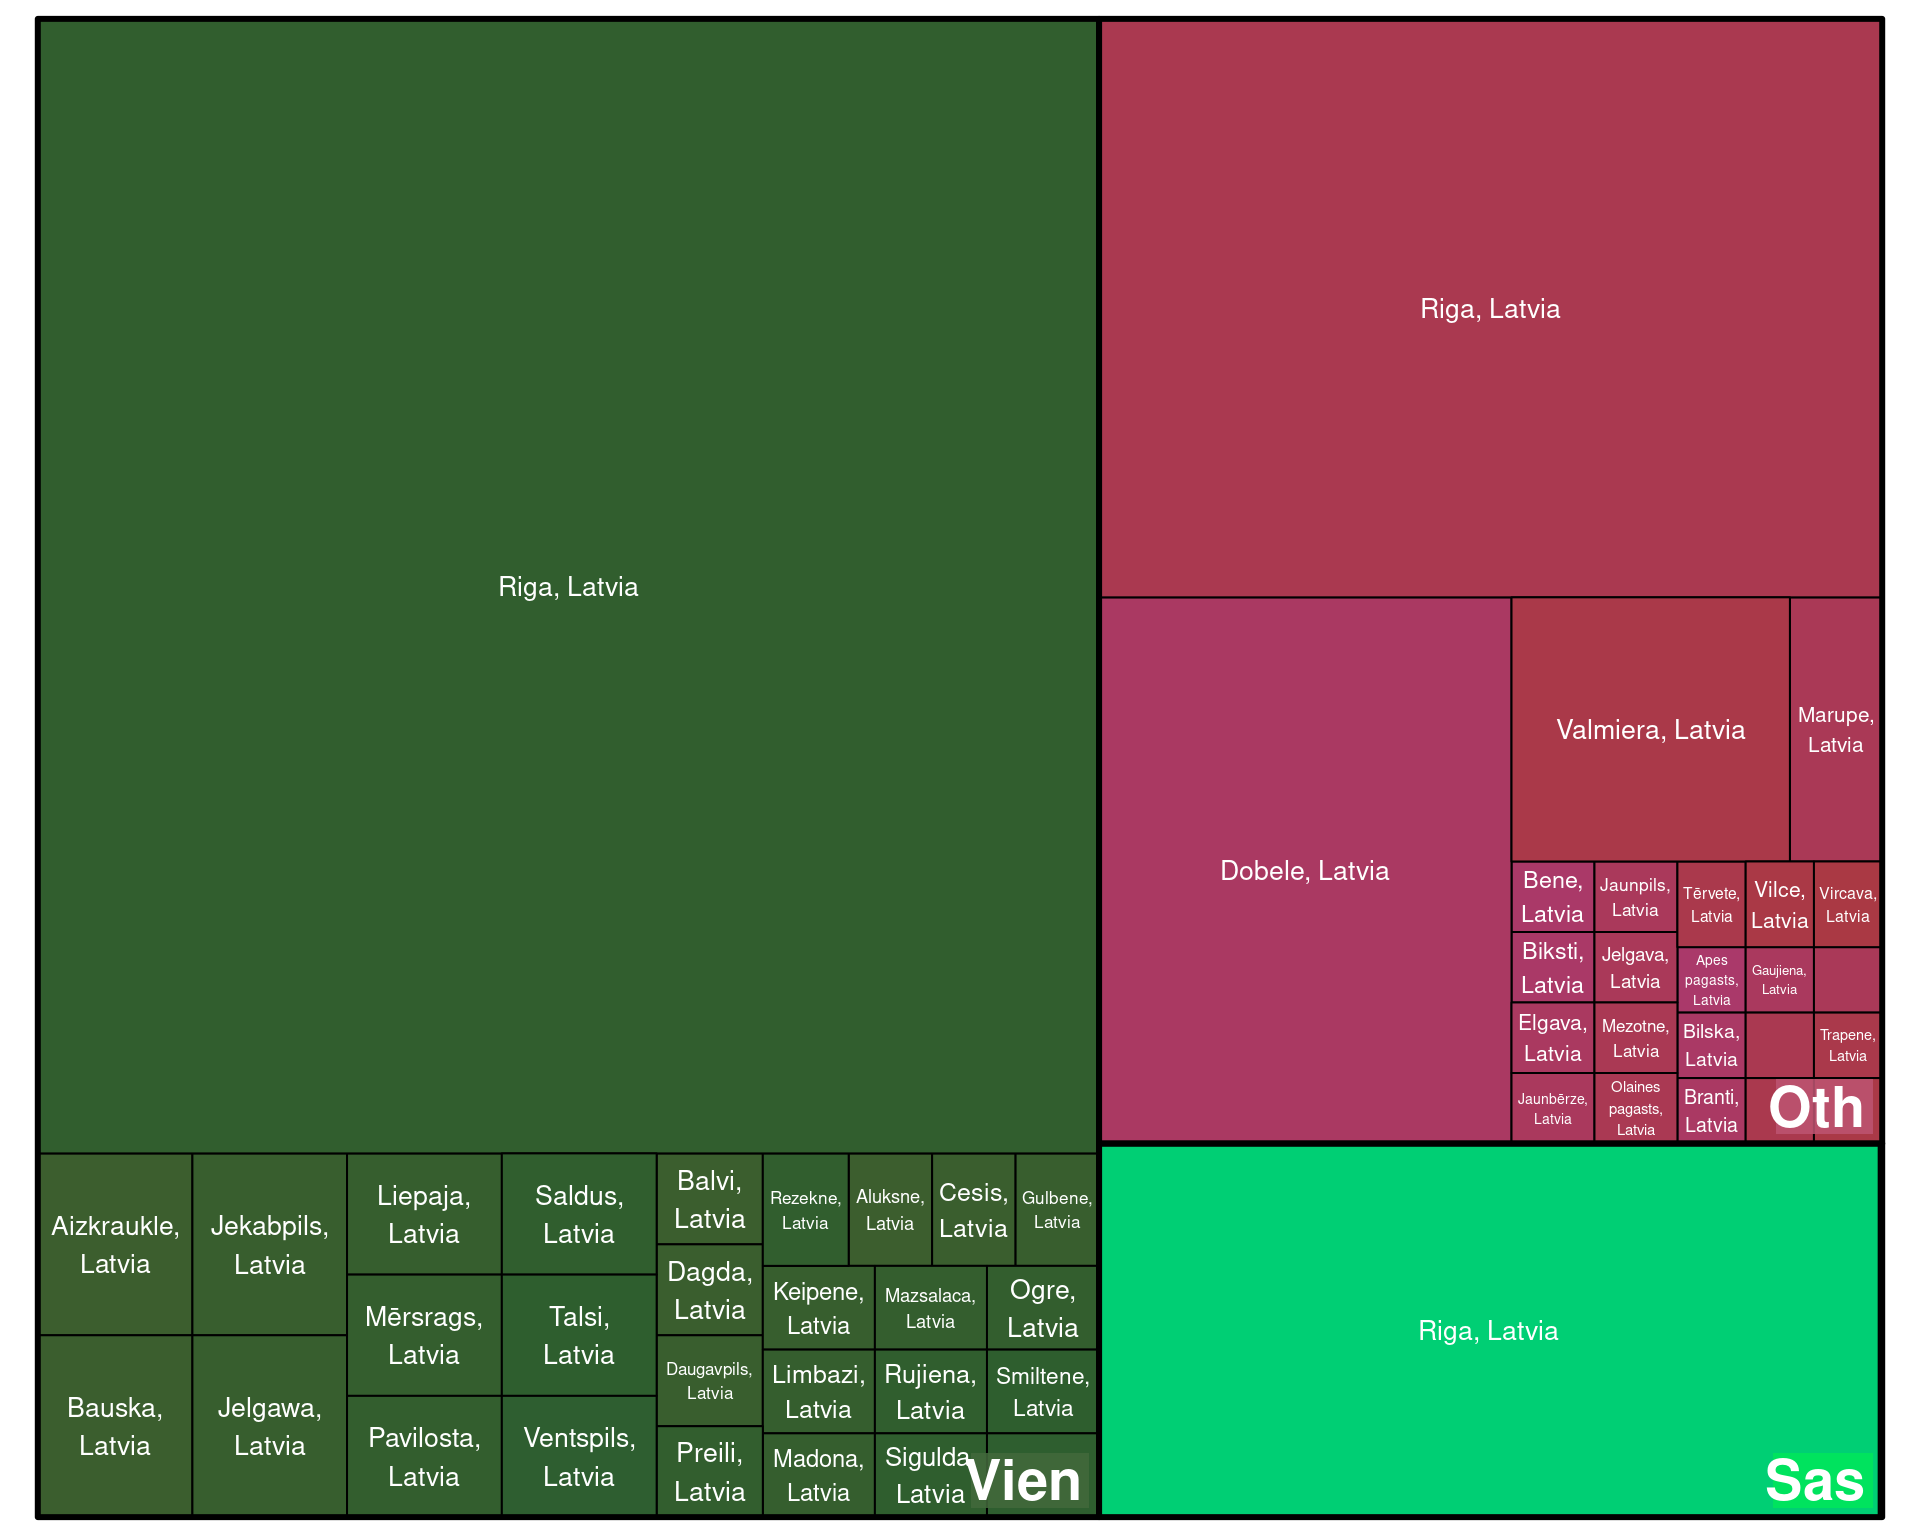 Riga, Latvia
Aizkraukle,
Latvia
Bauska,
Latvia
Jekabpils,
Latvia
Jelgawa,
Latvia
Liepaja,
Latvia
Mērsrags,
Latvia
Pavilosta,
Latvia
Saldus,
Latvia
Talsi,
Latvia
Ventspils,
Latvia
Balvi,
Latvia
Dagda,
Latvia
Daugavpils,
Latvia
Preili,
Latvia
Rezekne,
Latvia
Aluksne,
Latvia
Cesis,
Latvia
Gulbene,
Latvia
Keipene,
Latvia
Limbazi,
Latvia
Madona,
Latvia
Mazsalaca,
Latvia
Rujiena,
Latvia
Sigulda,
Latvia
Ogre,
Latvia
Smiltene,
Latvia
Vien
Riga, Latvia
Dobele, Latvia
Valmiera, Latvia
Marupe,
Latvia
Bene,
Latvia
Biksti,
Latvia
Elgava,
Latvia
Jaunbērze,
Latvia
Jaunpils,
Latvia
Jelgava,
Latvia
Mezotne,
Latvia
Olaines
pagasts,
Latvia
Tērvete,
Latvia
Vilce,
Latvia
Vircava,
Latvia
Apes
pagasts,
Latvia
Bilska,
Latvia
Branti,
Latvia
Gaujiena,
Latvia
Trapene,
Latvia
Oth
Riga, Latvia
Sas